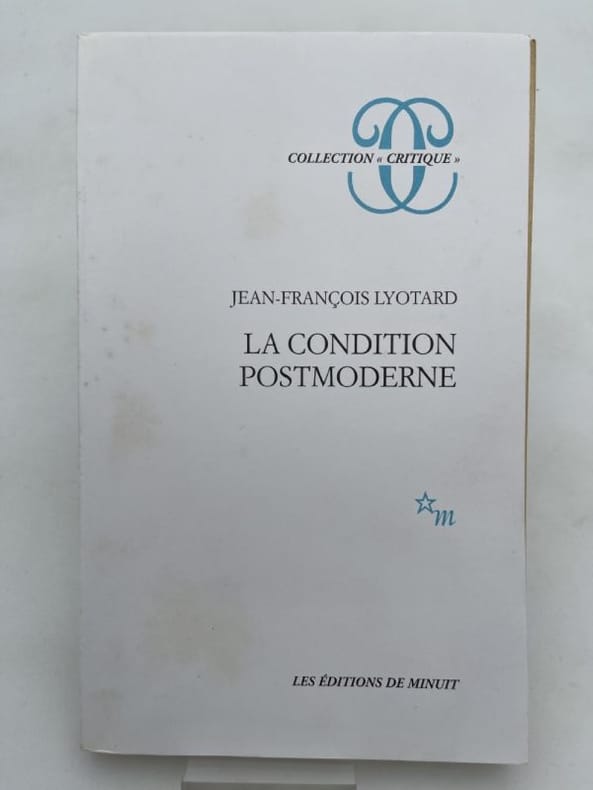 COLLECTION « CRITIQUE »
JEAN-FRANÇOIS LYOTARD
LA CONDITION
POSTMODERNE
m
LES ÉDITIONS DE MINUIT